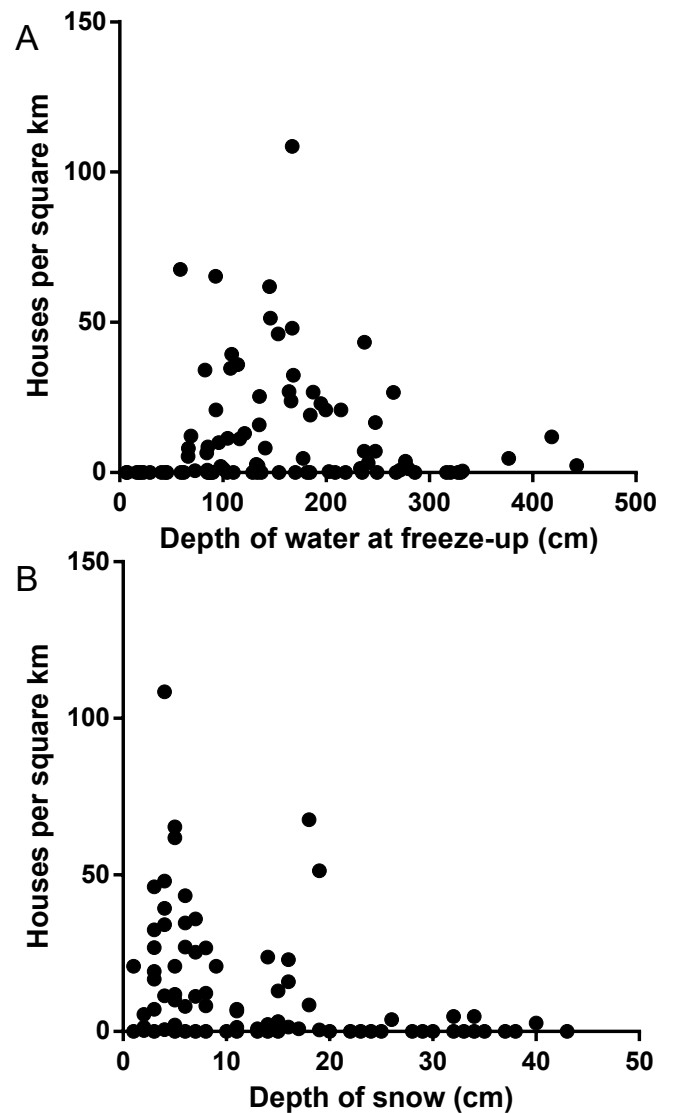 A
150
100
50
0
0 100 200 300 400 500
Houses per square km
Depth of water at freeze-up (cm)
B
150
100
50
0
0 10 20 30 40 50
Houses per square km
Depth of snow (cm)